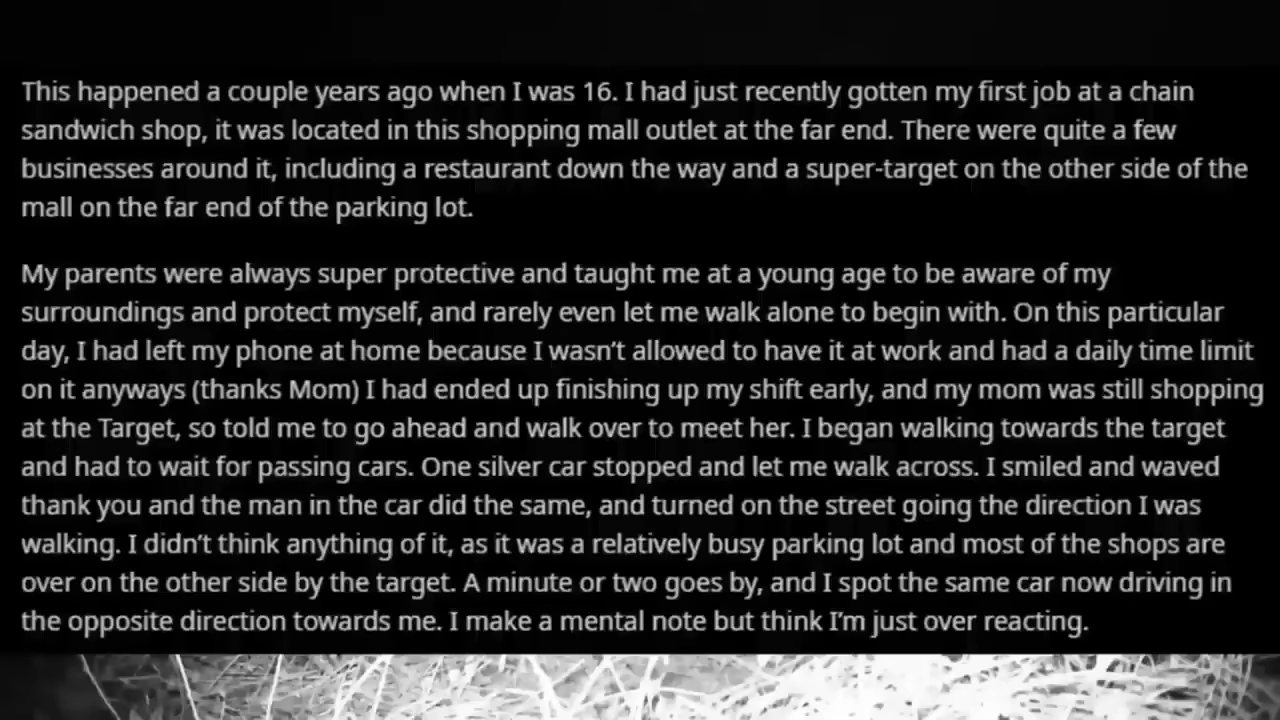 This happened a couple years ago when I was 16. I had just recently gotten my first job at a chain
sandwich shop, it was located in this shopping mall outlet at the far end. There were quite a few
businesses around it, including a restaurant down the way and a super-target on the other side of the
mall on the far end of the parking lot.
My parents were always super protective and taught me at a young age to be aware of my
surroundings and protect myself, and rarely even let me walk alone to begin with. On this particular
day, I had left my phone at home because I wasn’t allowed to have it at work and had a daily time limit
on it anyways (thanks Mom) I had ended up finishing up my shift early, and my mom was still shopping
at the Target, so told me to go ahead and walk over to meet her. I began walking towards the target
and had to wait for passing cars. One silver car stopped and let me walk across. I smiled and waved
thank you and the man in the car did the same, and turned on the street going the direction I was
walking. I didn’t think anything of it, as it was a relatively busy parking lot and most of the shops are
over on the other side by the target. A minute or two goes by, and I spot the same car now driving in
the opposite direction towards me. I make a mental note but think I’m just over reacting.